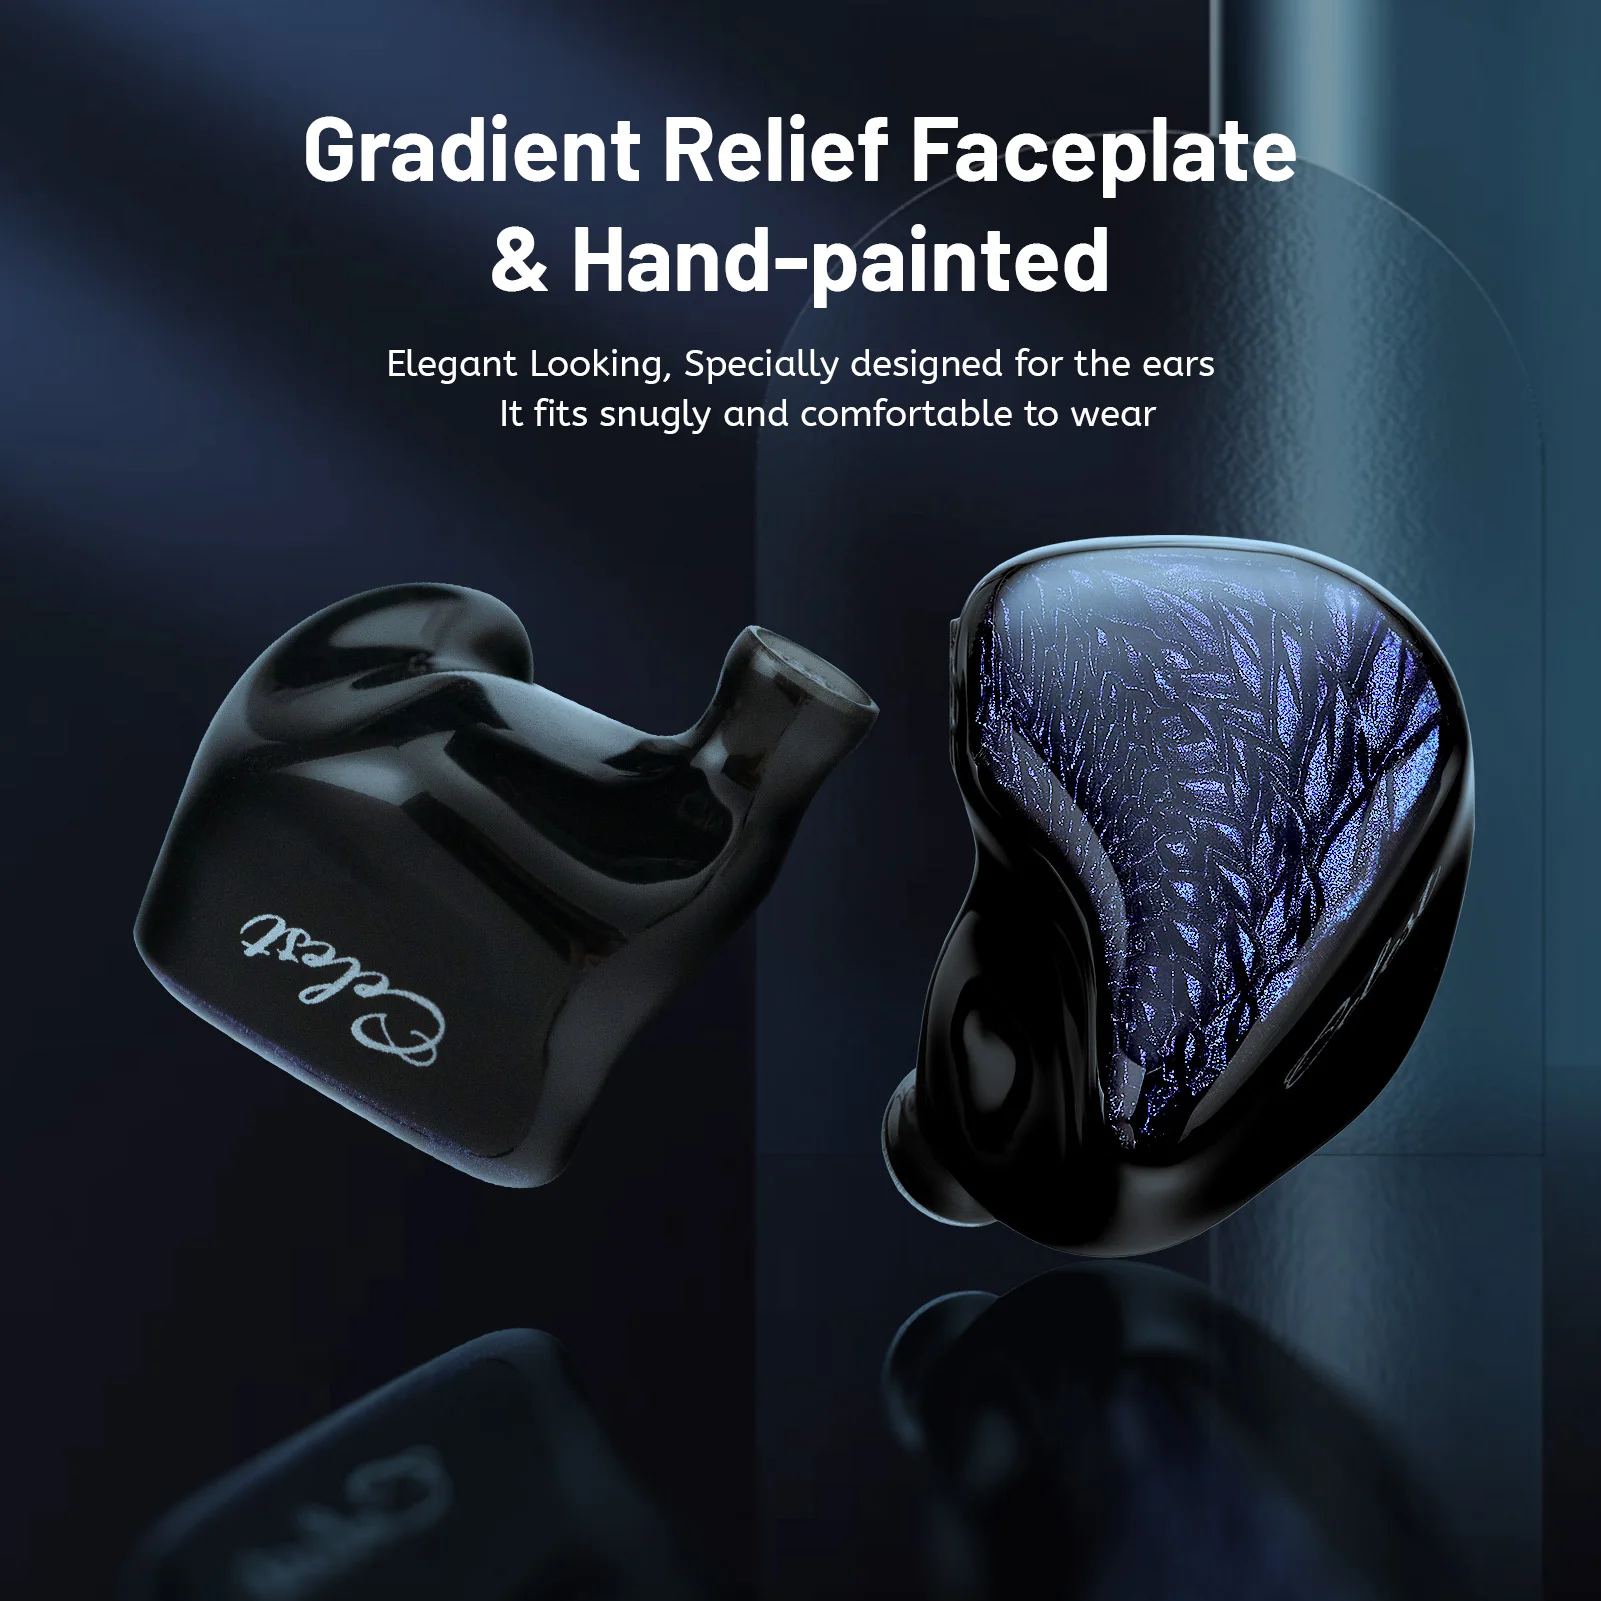 Gradient Relief Faceplate
& Hand-painted
Elegant Looking, Specially designed for the ears
It fits snugly and comfortable to wear
Celest